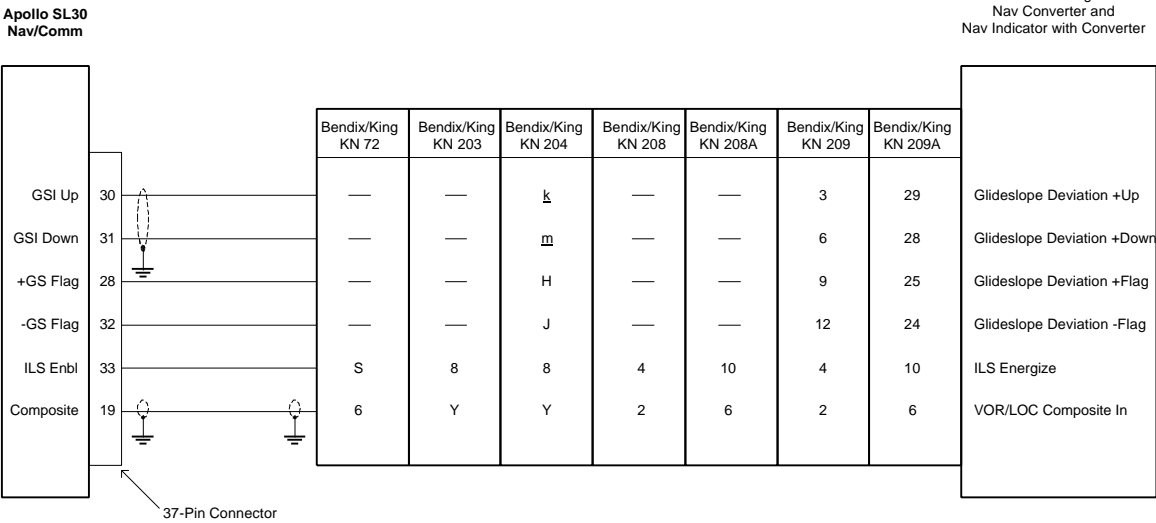 Apollo SL30
Nav/Comm
Nav Converter and
Nav Indicator with Converter
Bendix/King KN 72
Bendix/King KN 203
Bendix/King KN 204
Bendix/King KN 208
Bendix/King KN 208A
Bendix/King KN 209
Bendix/King KN 209A
GSI Up 30 — — k — — 3 29 Glideslope Deviation +Up
GSI Down 31 — — m — — 6 28 Glideslope Deviation +Down
+GS Flag 28 — — H — — 9 25 Glideslope Deviation +Flag
-GS Flag 32 — — J — — 12 24 Glideslope Deviation -Flag
ILS Enbl 33 S 8 8 4 10 4 10 ILS Energize
Composite 19 6 Y Y 2 6 2 6 VOR/LOC Composite In
37-Pin Connector